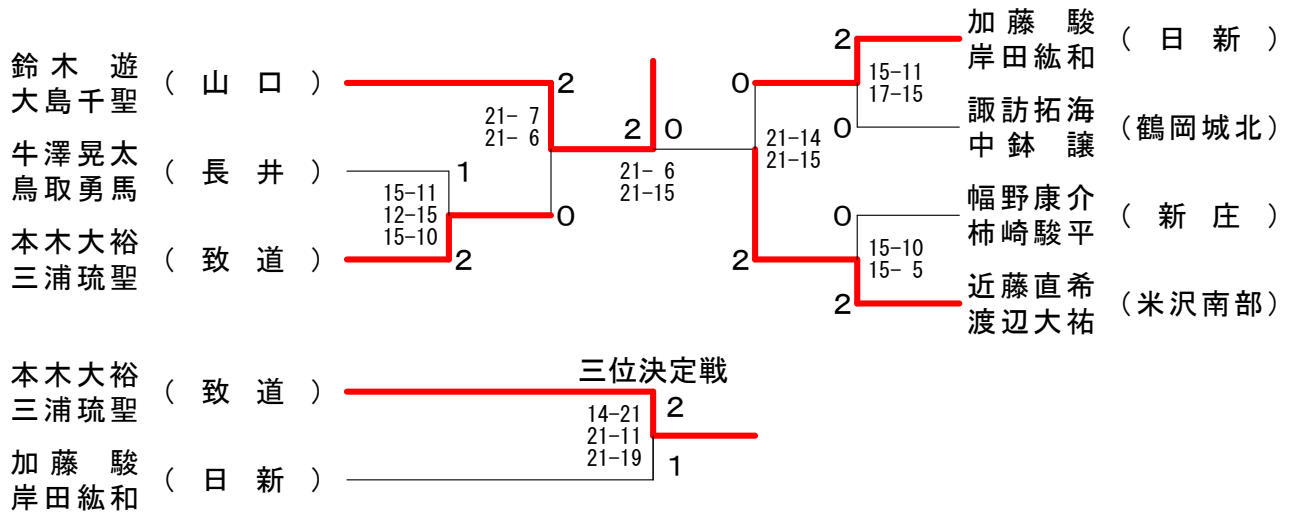 鈴木 遊
大島千聖
( 山 口 )
牛澤晃太
鳥取勇馬
( 長 井 )
本木大裕
三浦琉聖
( 致 道 )
1
15-11
12-15
15-10
2
2
21- 7
21- 6
0
2 0
21- 6
21-15
0
21-14
21-15
2
2
15-11
17-15
0
0
15-10
15- 5
2
加藤 駿
岸田紘和
( 日 新 )
諏訪拓海
中鉢 譲
(鶴岡城北)
幅野康介
柿崎駿平
( 新 庄 )
近藤直希
渡辺大祐
(米沢南部)
三位決定戦
本木大裕
三浦琉聖
( 致 道 )
加藤 駿
岸田紘和
( 日 新 )
2
14-21
21-11
21-19
1